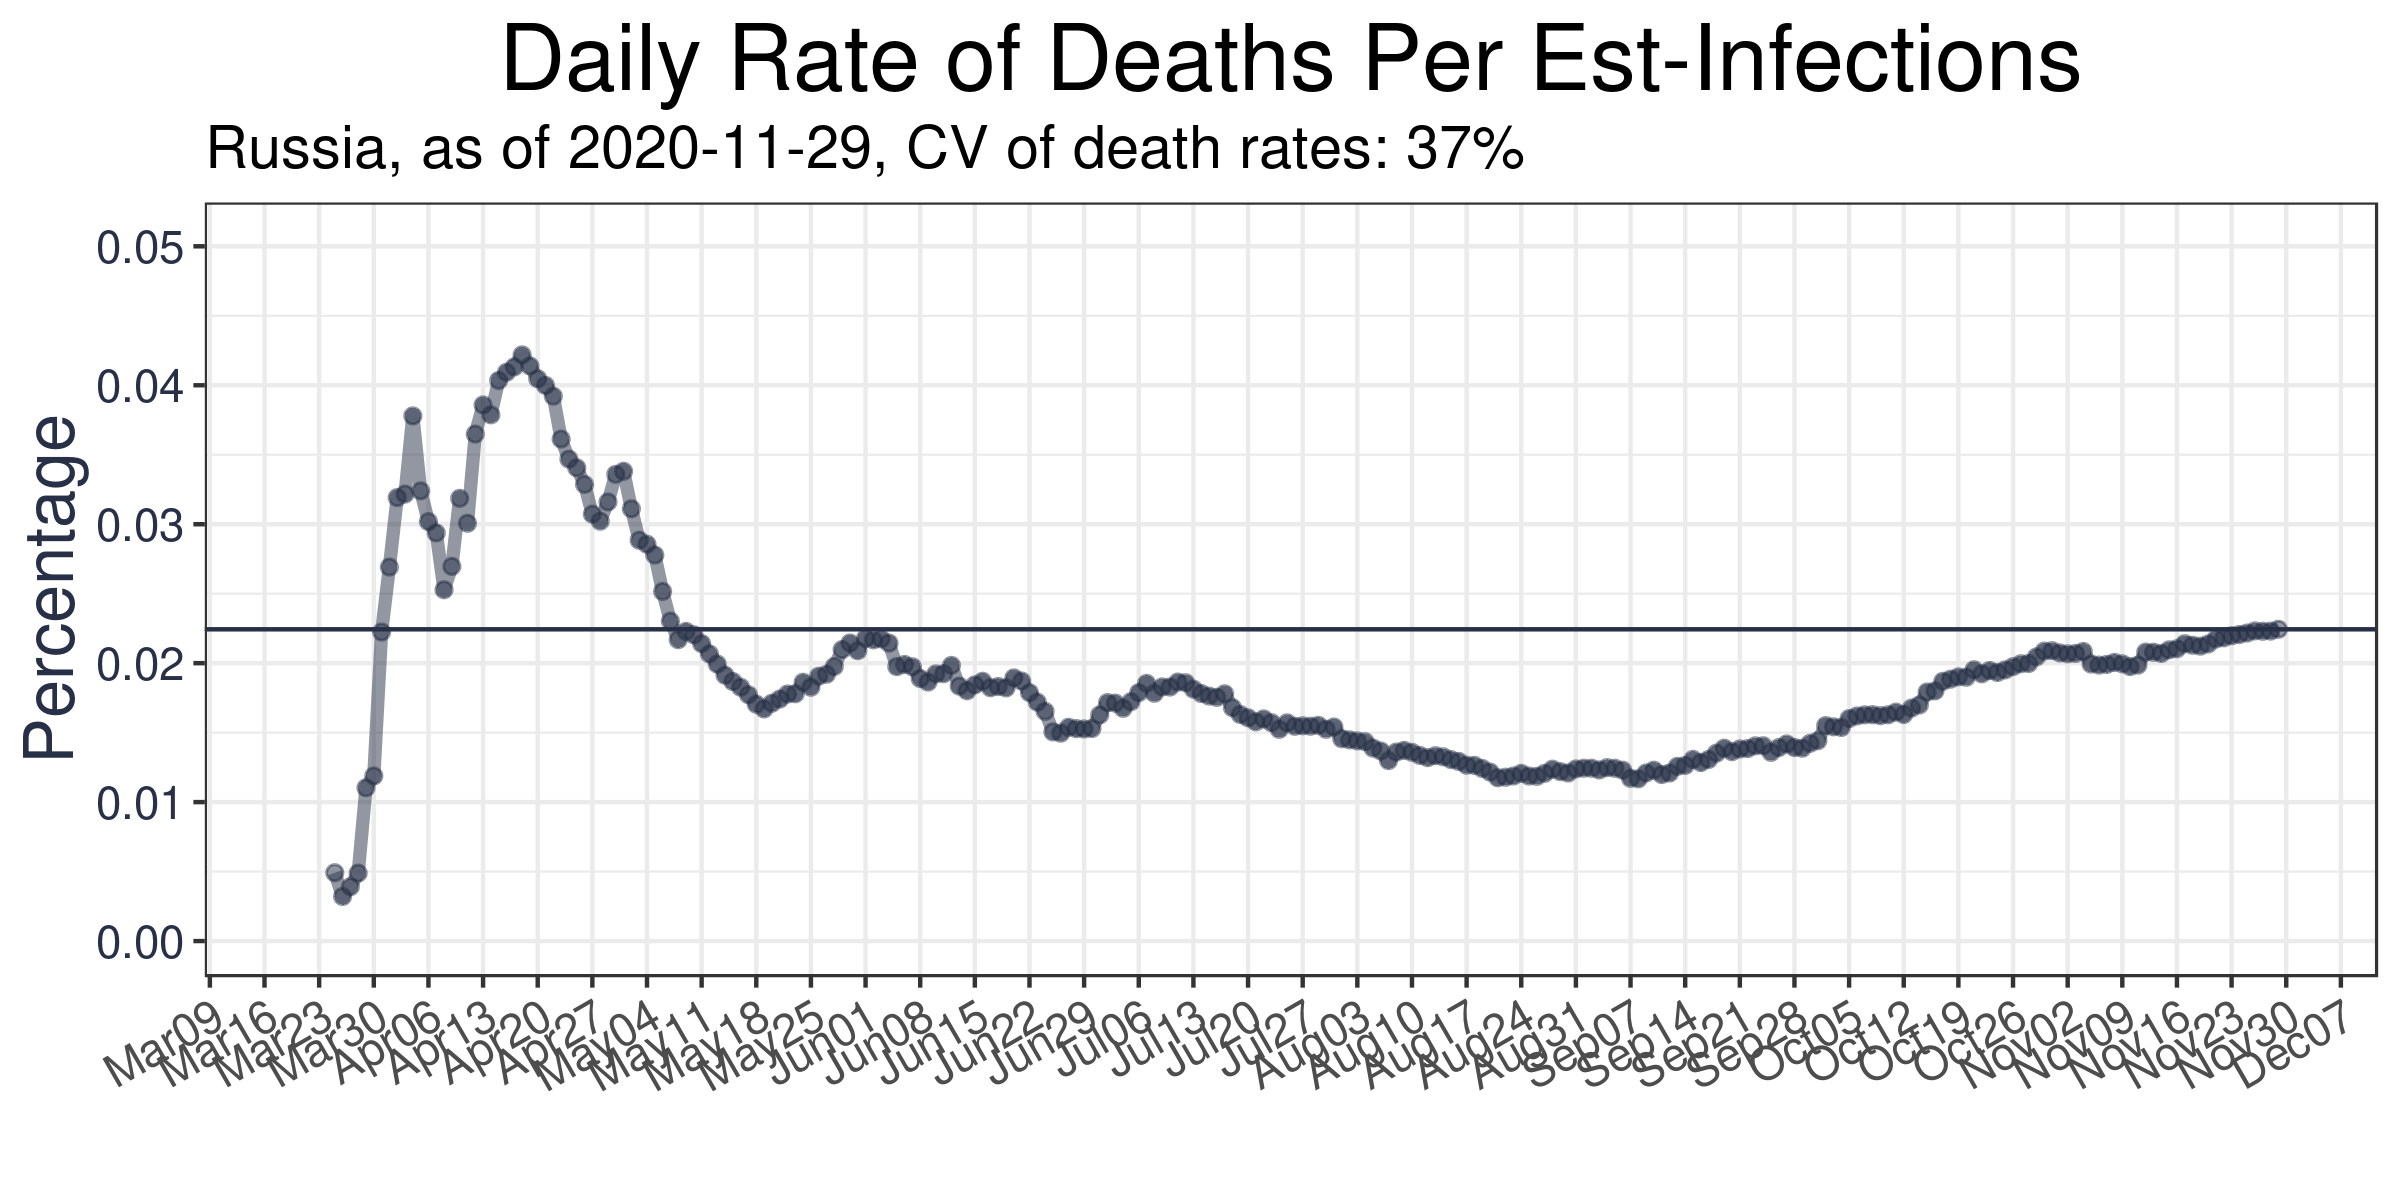 Daily Rate of Deaths Per Est-Infections
Russia, as of 2020-11-29, CV of death rates: 37%
Percentage
0.05
0.04
0.03
0.02
0.01
0.00
Mar09
Mar16
Mar23
Mar30
Apr06
Apr13
Apr20
Apr27
May04
May11
May18
May25
Jun01
Jun08
Jun15
Jun22
Jun29
Jul06
Jul13
Jul20
Jul27
Aug03
Aug10
Aug17
Aug24
Aug31
Sep07
Sep14
Sep21
Sep28
Oct05
Oct12
Oct19
Oct26
Nov02
Nov09
Nov16
Nov23
Nov30
Dec07